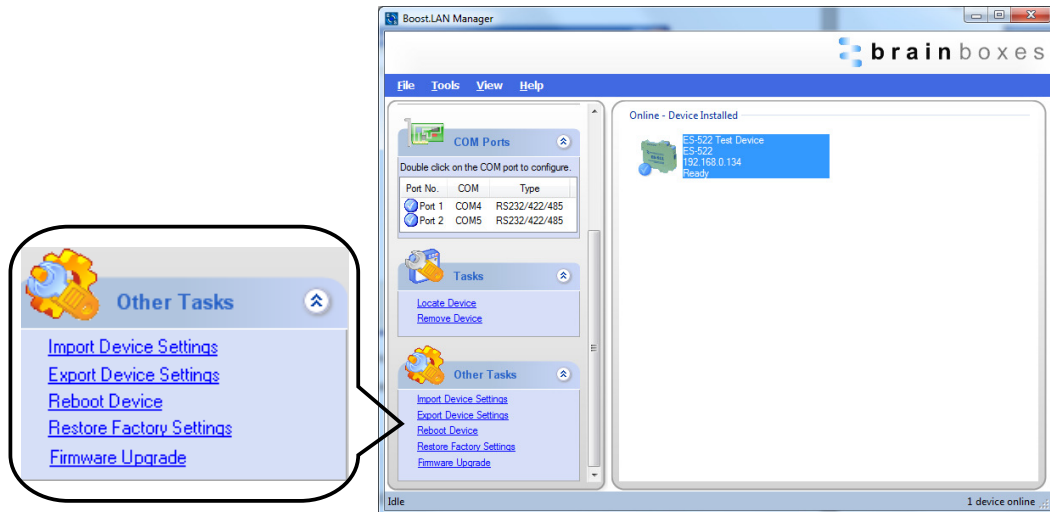 Boost.LAN Manager
brainboxes
File Tools View Help
COM Ports
Double click on the COM port to configure.
Port No. COM Type
Port 1 COM4 RS232/422/485
Port 2 COM5 RS232/422/485
Tasks
Locate Device
Remove Device
Other Tasks
Import Device Settings
Export Device Settings
Reboot Device
Restore Factory Settings
Firmware Upgrade
Online - Device Installed
ES-522 Test Device
ES-522
192.168.0.134
Ready
Idle
1 device online
Other Tasks
Import Device Settings
Export Device Settings
Reboot Device
Restore Factory Settings
Firmware Upgrade